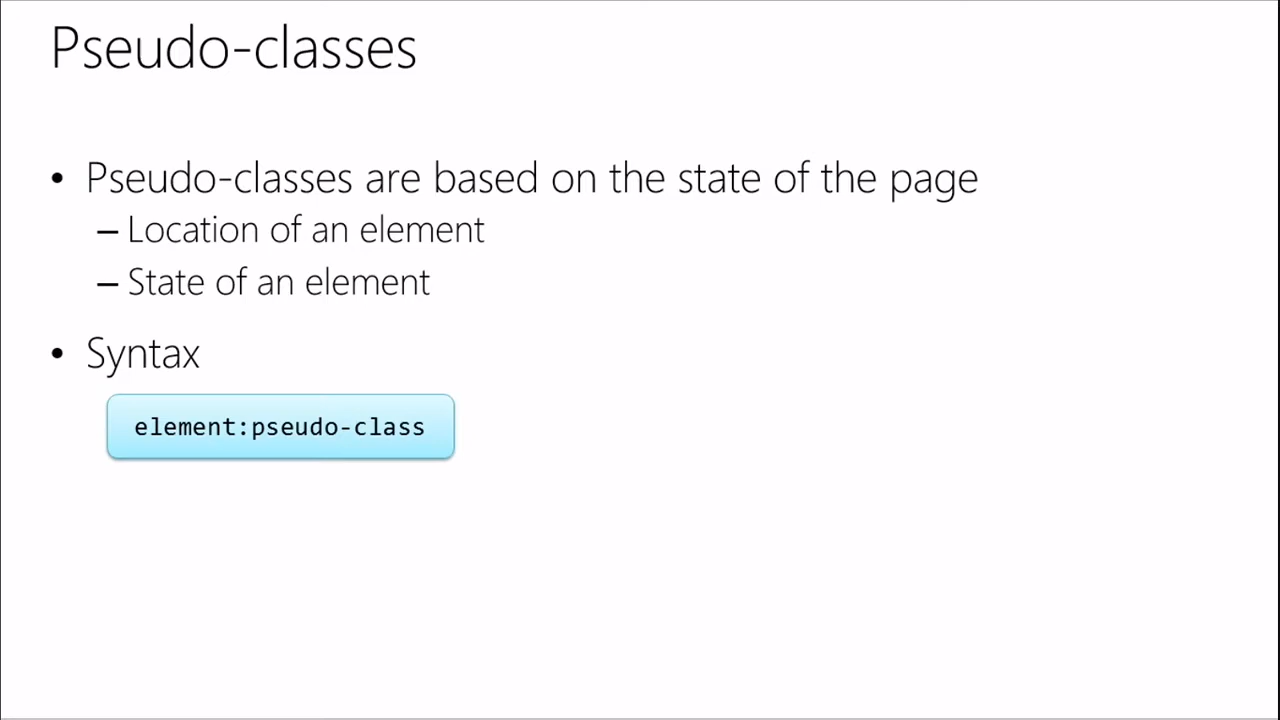 Pseudo-classes
• Pseudo-classes are based on the state of the page
– Location of an element
– State of an element
• Syntax
element:pseudo-class